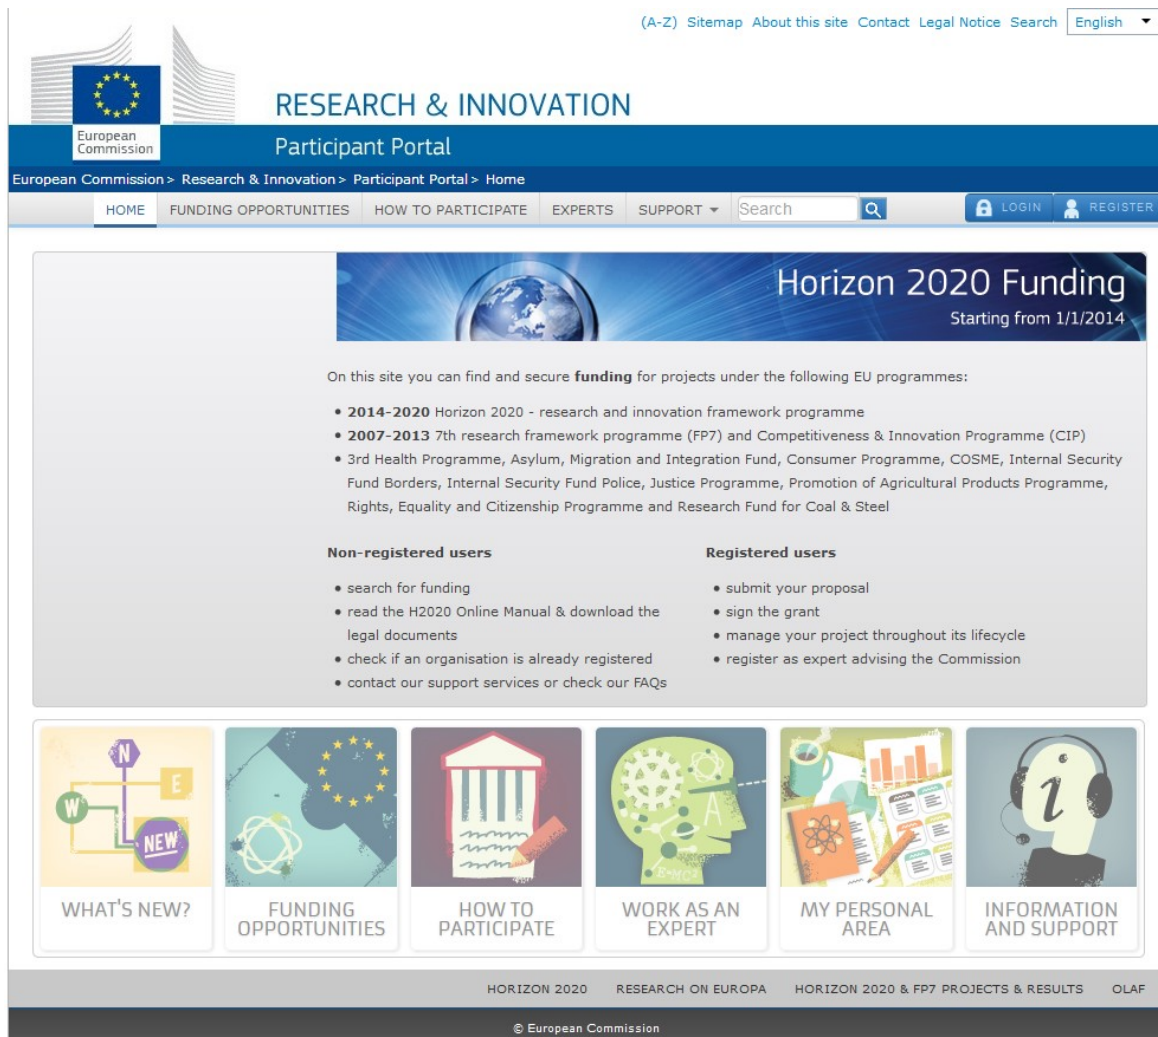 (A-Z) Sitemap About this site Contact Legal Notice Search English
RESEARCH & INNOVATION
European
Commission
Participant Portal
European Commission > Research & Innovation > Participant Portal > Home
HOME FUNDING OPPORTUNITIES HOW TO PARTICIPATE EXPERTS SUPPORT Search LOGIN REGISTER
Horizon 2020 Funding
Starting from 1/1/2014
On this site you can find and secure funding for projects under the following EU programmes:
• 2014-2020 Horizon 2020 - research and innovation framework programme
• 2007-2013 7th research framework programme (FP7) and Competitiveness & Innovation Programme (CIP)
• 3rd Health Programme, Asylum, Migration and Integration Fund, Consumer Programme, COSME, Internal Security
Fund Borders, Internal Security Fund Police, Justice Programme, Promotion of Agricultural Products Programme,
Rights, Equality and Citizenship Programme and Research Fund for Coal & Steel
Non-registered users
• search for funding
• read the H2020 Online Manual & download the
legal documents
• check if an organisation is already registered
• contact our support services or check our FAQs
Registered users
• submit your proposal
• sign the grant
• manage your project throughout its lifecycle
• register as expert advising the Commission
N
E
W
NEW
A
E=MC²
i
WHAT'S NEW?
FUNDING
OPPORTUNITIES
HOW TO
PARTICIPATE
WORK AS AN
EXPERT
MY PERSONAL
AREA
INFORMATION
AND SUPPORT
HORIZON 2020 RESEARCH ON EUROPA HORIZON 2020 & FP7 PROJECTS & RESULTS OLAF
© European Commission